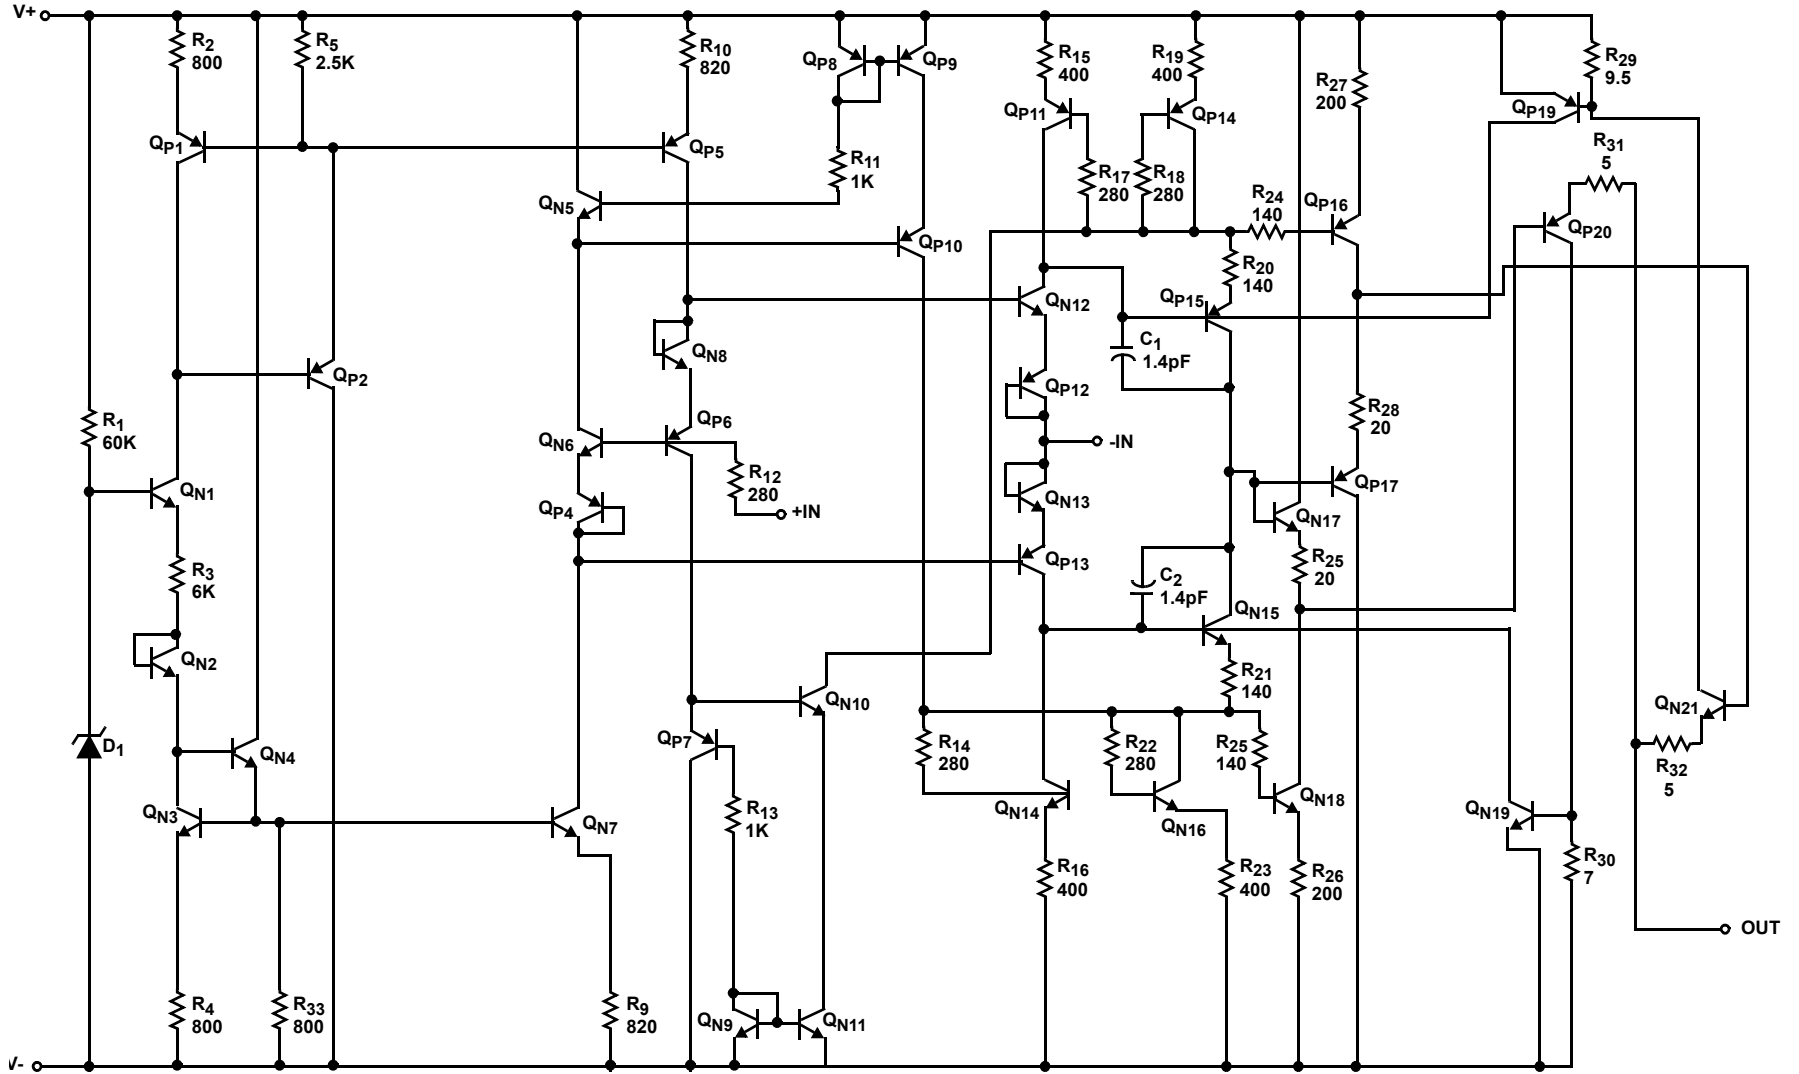 V+
R2
800
R5
2.5K
R10
820
QP8
QP9
R15
400
R19
400
R27
200
R29
9.5
QP1
QP5
QP11
QP14
QP19
R11
1K
R17
280
R18
280
R31
5
QN5
R24
140
QP16
QP10
QP20
R20
140
QP15
QN12
C1
1.4pF
QN8
QP2
QP12
R1
60K
QP6
R28
20
QN6
-IN
R12
280
QP17
QN1
QN13
QP4
+IN
QN17
QP13
R25
20
R3
6K
C2
1.4pF
QN15
QN2
R21
140
QN10
QN21
D1
QN4
QP7
R14
280
R22
280
R25
140
R32
5
QN3
QN7
R13
1K
QN14
QN16
QN18
QN19
R16
400
R23
400
R26
200
R30
7
OUT
R4
800
R33
800
R9
820
QN9
QN11
V-